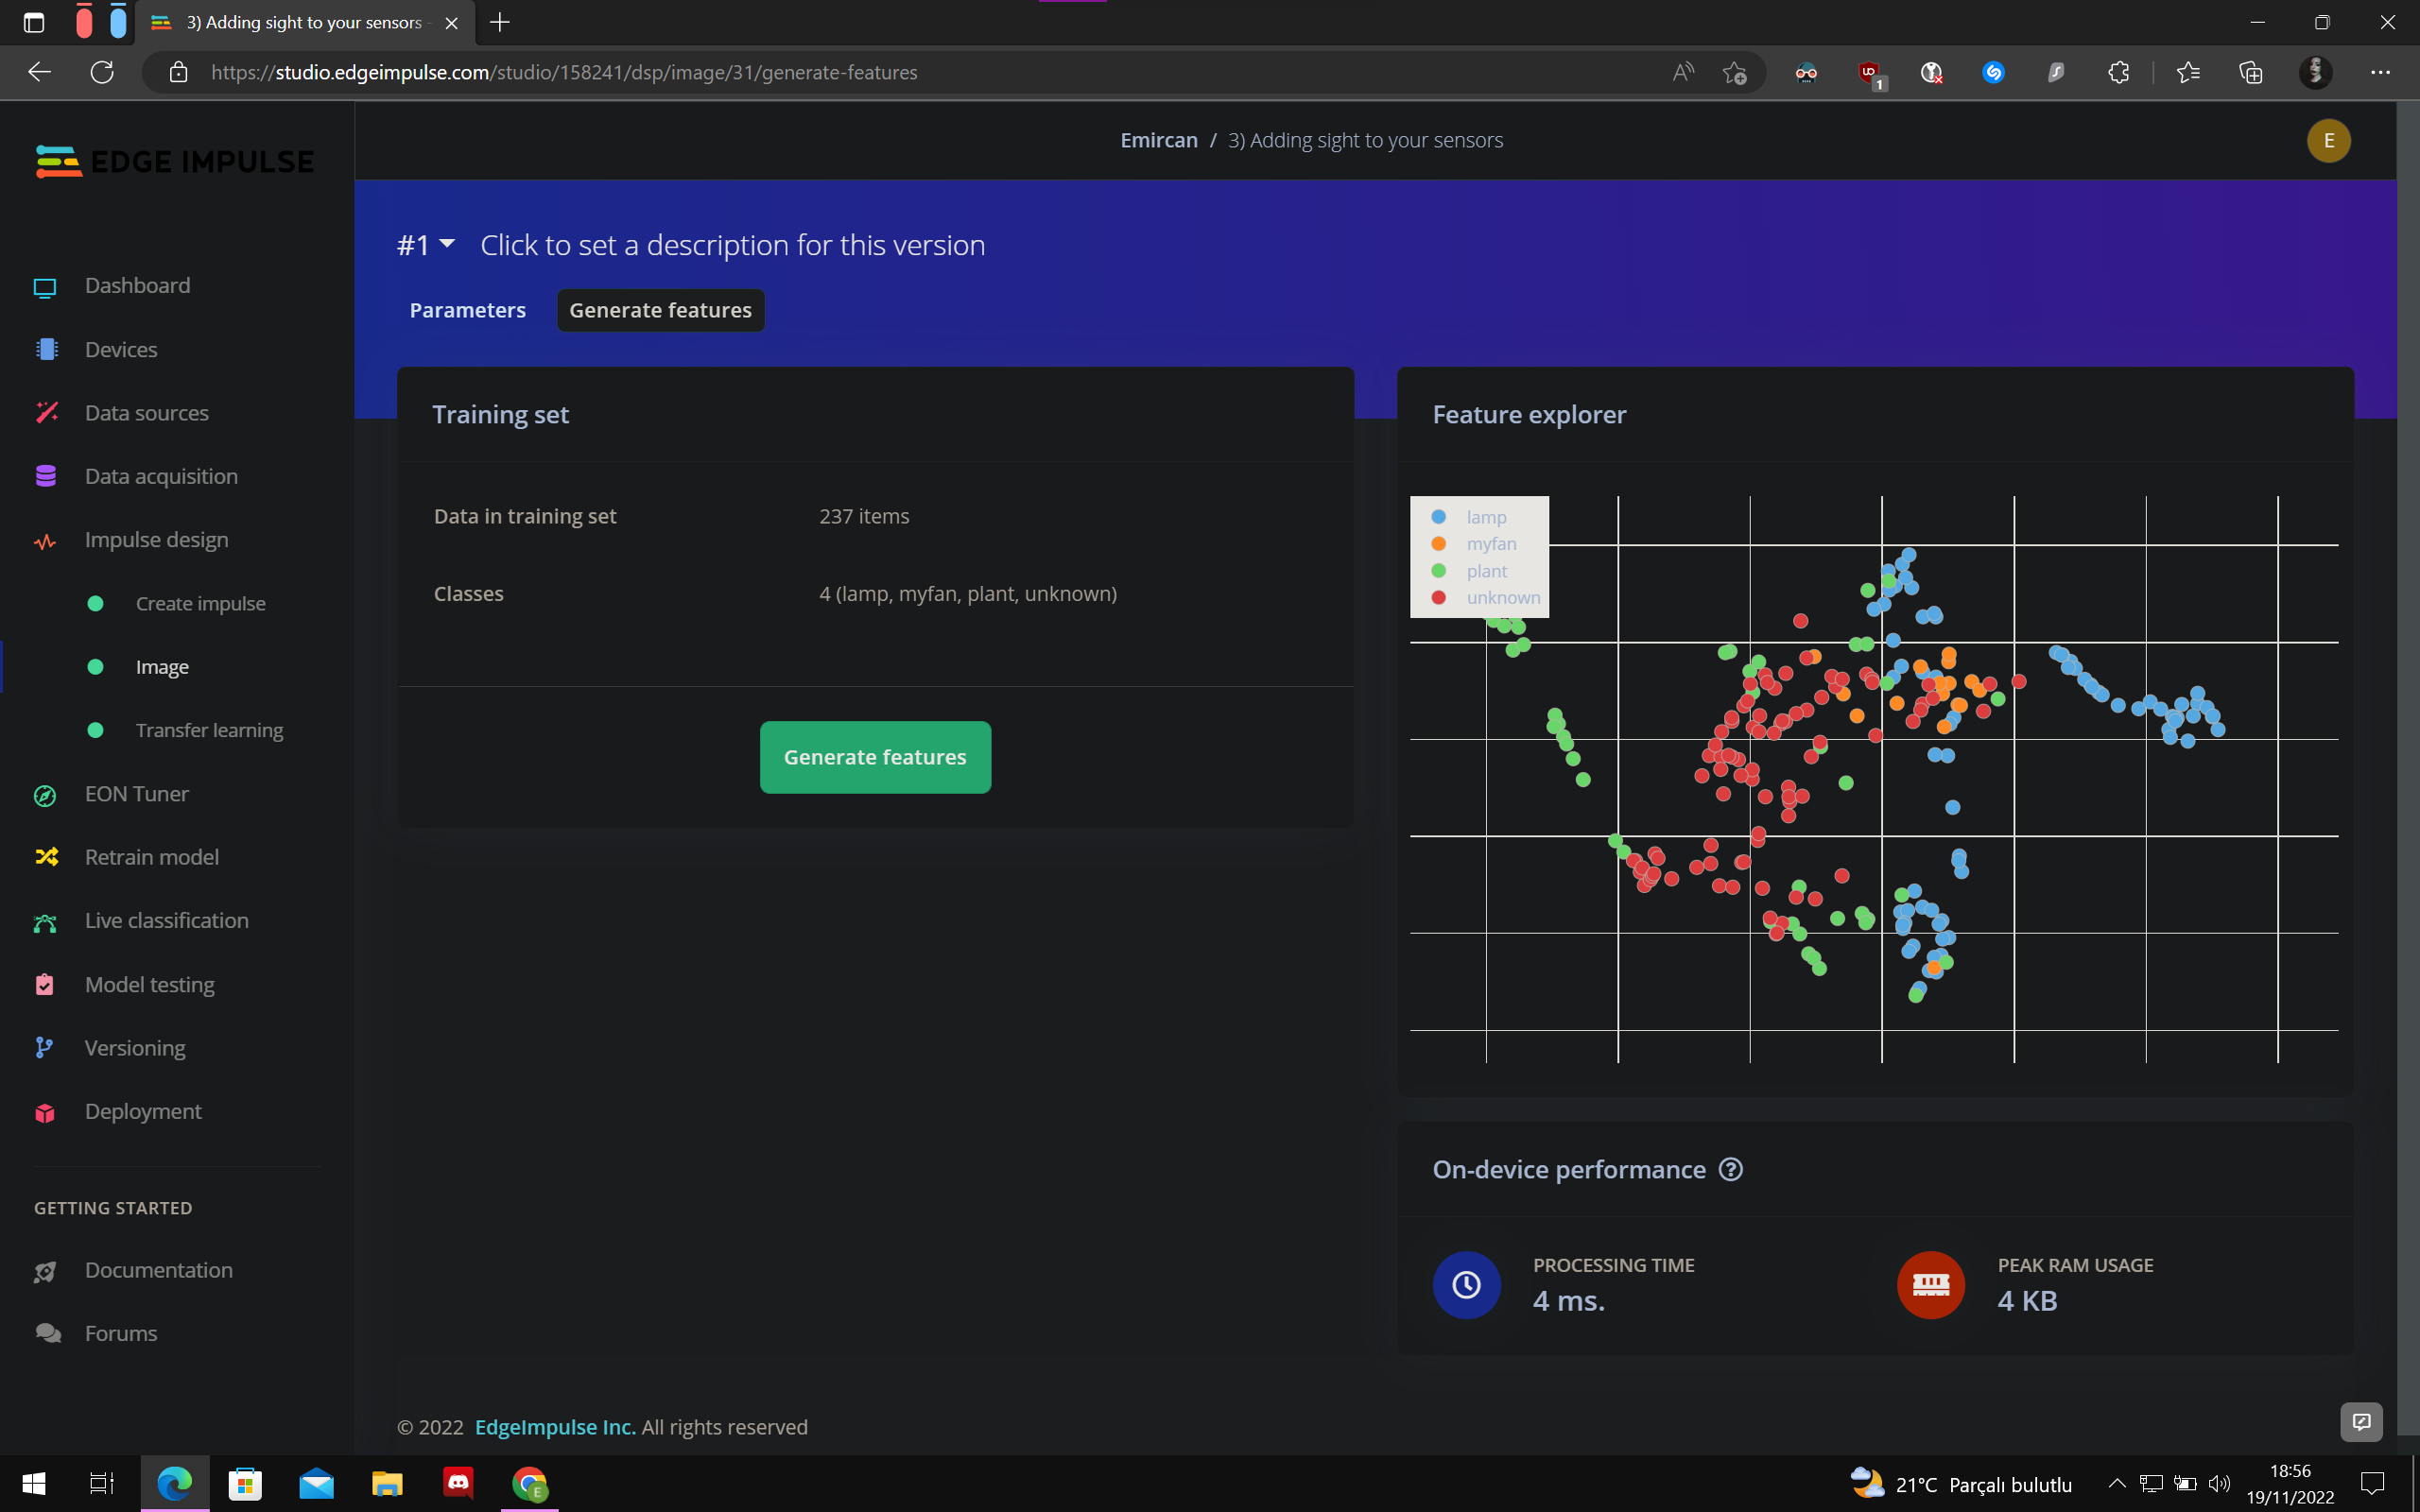 3) Adding sight to your sensors
https://studio.edgeimpulse.com/studio/158241/dsp/image/31/generate-features
1
EDGE IMPULSE
Emircan / 3) Adding sight to your sensors
E
#1 Click to set a description for this version
Parameters
Generate features
Dashboard
Devices
Data sources
Data acquisition
Impulse design
Create impulse
Image
Transfer learning
EON Tuner
Retrain model
Live classification
Model testing
Versioning
Deployment
GETTING STARTED
Documentation
Forums
Training set
Data in training set 237 items
Classes 4 (lamp, myfan, plant, unknown)
Generate features
Feature explorer
lamp
myfan
plant
unknown
On-device performance
PROCESSING TIME
4 ms.
PEAK RAM USAGE
4 KB
© 2022 EdgeImpulse Inc. All rights reserved
E
21°C Parçalı bulutlu
18:56
19/11/2022